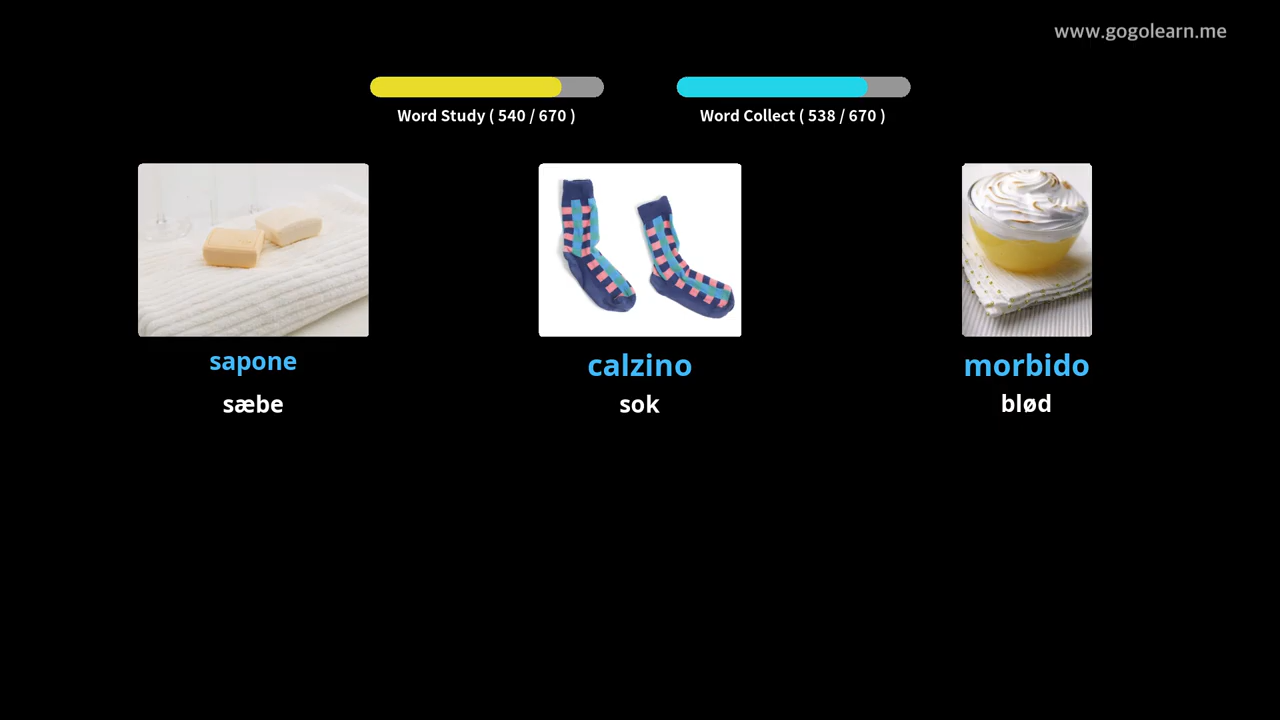 www.gogolearn.me
Word Study ( 540 / 670 )
Word Collect ( 538 / 670 )
sapone
calzino
morbido
sæbe
sok
blød